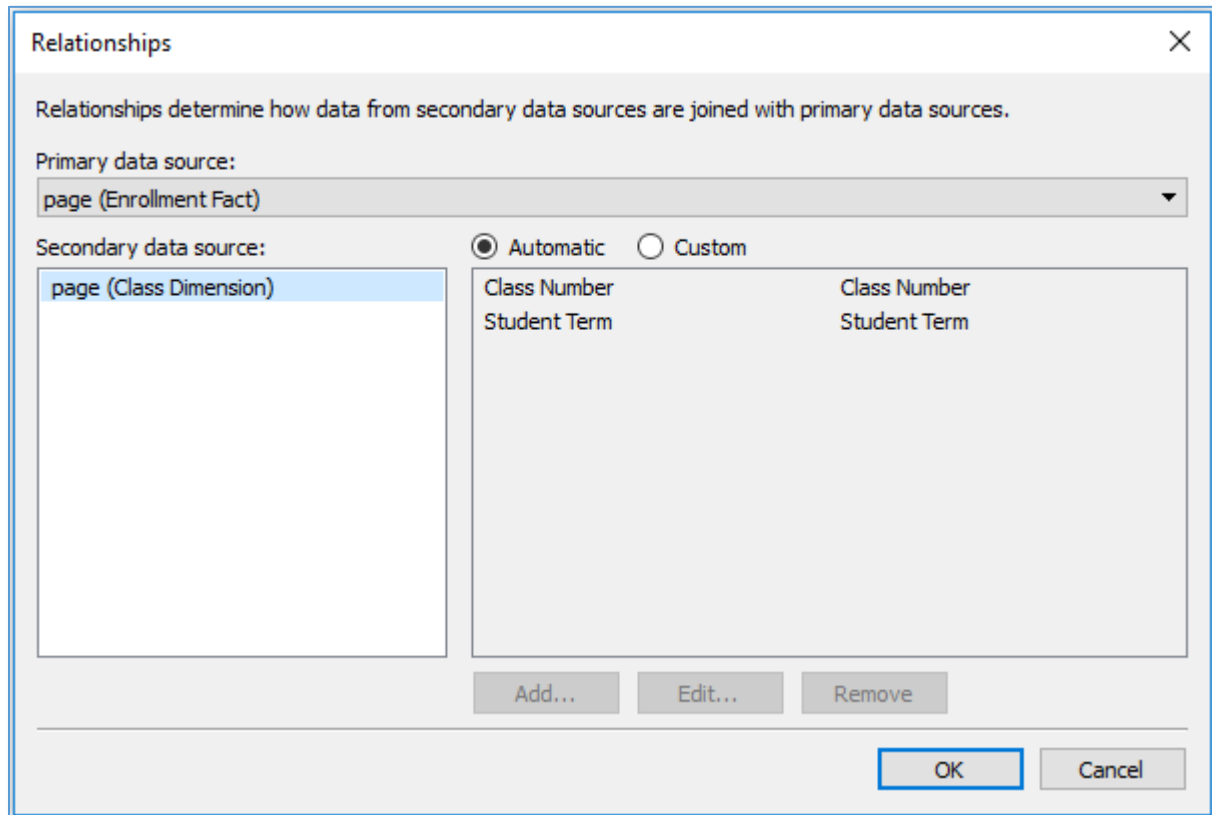 Relationships
Relationships determine how data from secondary data sources are joined with primary data sources.
Primary data source:
page (Enrollment Fact)
Secondary data source:
Automatic Custom
page (Class Dimension)
Class Number Class Number
Student Term Student Term
Add... Edit... Remove
OK Cancel